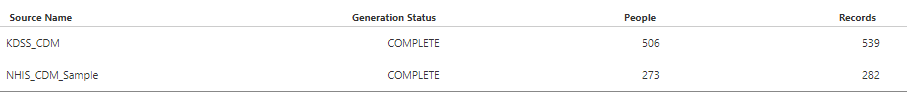 Source Name Generation Status People Records
KDSS_CDM COMPLETE 506 539
NHIS_CDM_Sample COMPLETE 273 282